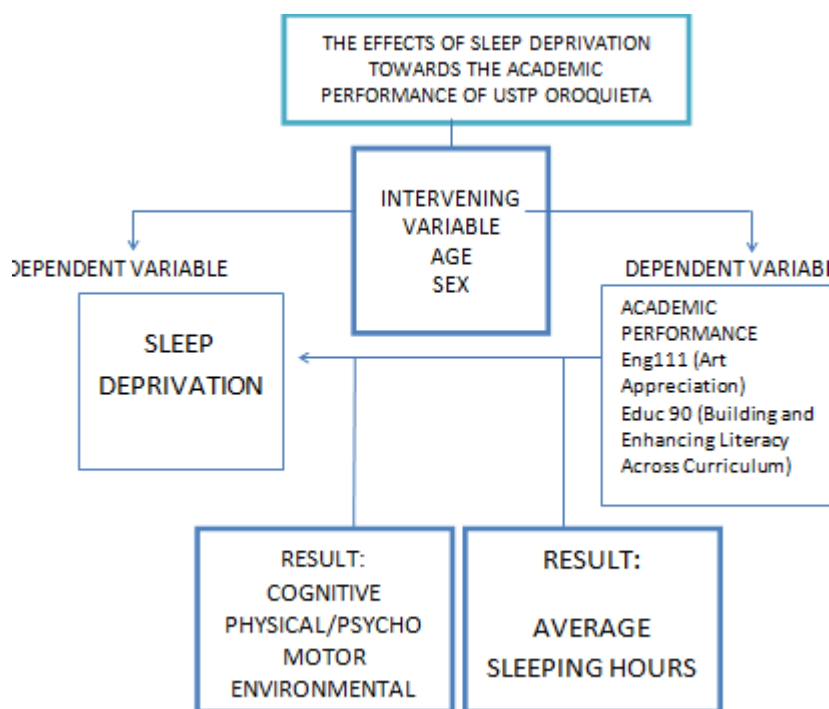 THE EFFECTS OF SLEEP DEPRIVATION
TOWARDS THE ACADEMIC
PERFORMANCE OF USTP OROQUIETA
INTERVENING
VARIABLE
AGE
SEX
DEPENDENT VARIABLE
DEPENDENT VARIABL
SLEEP
DEPRIVATION
ACADEMIC
PERFORMANCE
Eng111 (Art
Appreciation)
Educ 90 (Building and
Enhancing Literacy
Across Curriculum)
RESULT:
COGNITIVE
PHYSICAL/PSYCHO
MOTOR
ENVIRONMENTAL
RESULT:
AVERAGE
SLEEPING HOURS